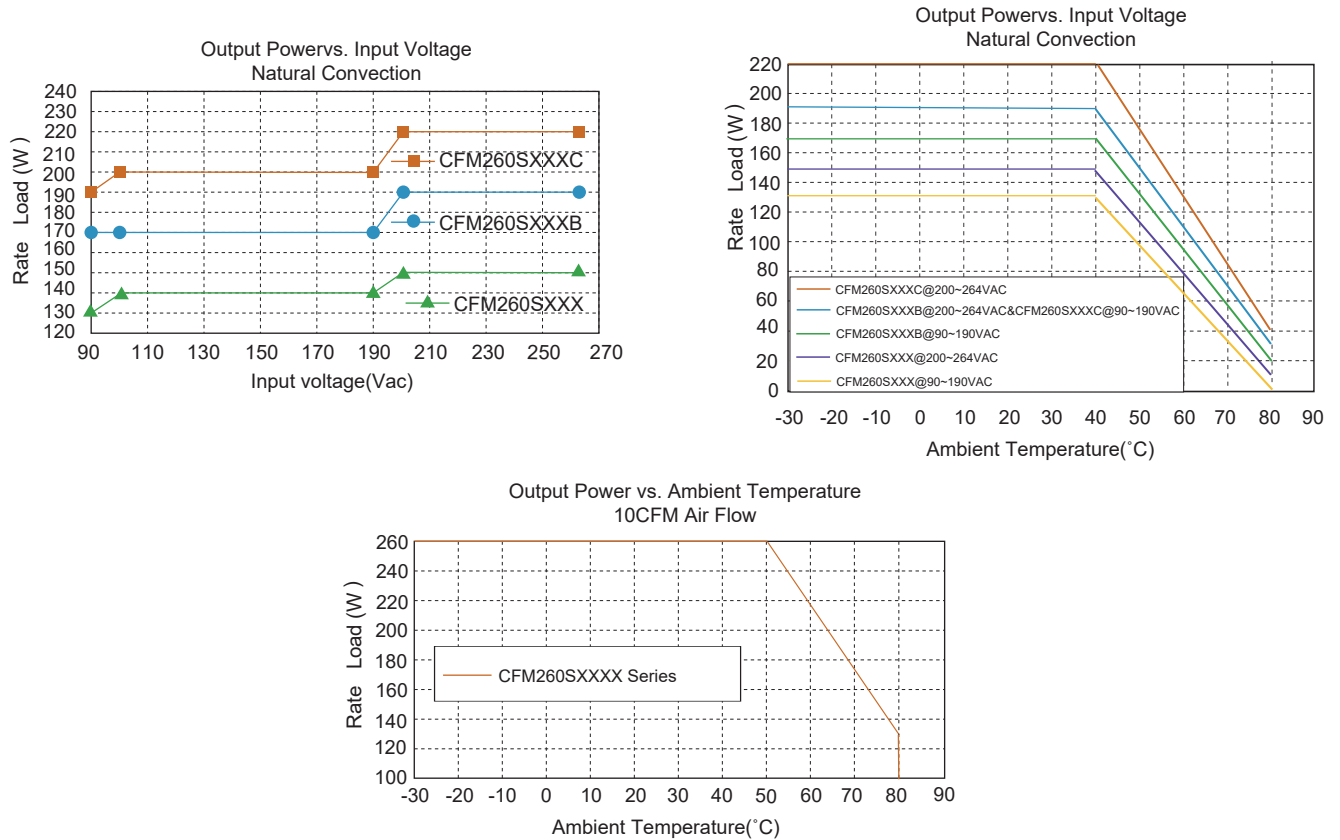 Output Powervs. Input Voltage
Natural Convection
240
230
220
210
200
190
180
170
160
150
140
130
120
Rate Load (W)
CFM260SXXXC
CFM260SXXXB
CFM260SXXX
90 110 130 150 170 190 210 230 250 270
Input voltage(Vac)
Output Powervs. Input Voltage
Natural Convection
220
200
180
160
140
120
100
80
60
40
20
0
Rate Load (W)
CFM260SXXXC@200~264VAC
CFM260SXXXB@200~264VAC&CFM260SXXXC@90~190VAC
CFM260SXXXB@90~190VAC
CFM260SXXX@200~264VAC
CFM260SXXX@90~190VAC
-30 -20 -10 0 10 20 30 40 50 60 70 80 90
Ambient Temperature(˚C)
Output Power vs. Ambient Temperature
10CFM Air Flow
260
240
220
200
180
160
140
120
100
Rate Load (W)
CFM260SXXXX Series
-30 -20 -10 0 10 20 30 40 50 60 70 80 90
Ambient Temperature(˚C)